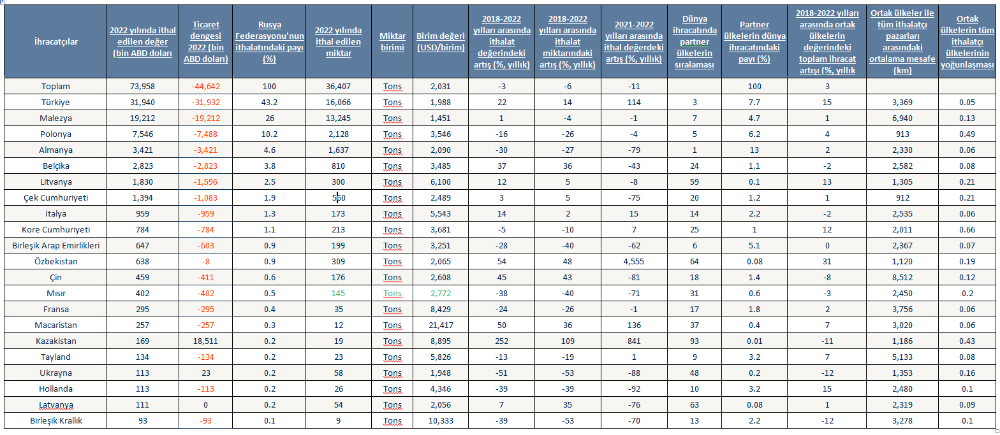 İhracatçılar | 2022 yılında ithal edilen değer (bin ABD doları | Ticaret dengesi 2022 (bin ABD doları) | Rusya Federasyonu'nun ithalatındaki payı (%) | 2022 yılında ithal edilen miktar | Miktar birimi | Birim değeri (USD/birim) | 2018-2022 yılları arasında ithalat değerindeki artış (%, yıllık) | 2018-2022 yılları arasında ithalat miktarındaki artış (%, yıllık) | 2021-2022 yılları arasında ithal değerdeki artış (%, yıllık) | Dünya ihracatında partner ülkelerin sıralaması | Partner ülkelerin dünya ihracatındaki payı (%) | 2018-2022 yılları arasında ortak ülkelerin değerindeki toplam ihracat artışı (%, yıllık | Ortak ülkeler ile tüm ithalatçı pazarları arasındaki ortalama mesafe (km) | Ortak ülkelerin tüm ithalatçı ülkelerinin yoğunlaşması
Toplam 73,958 -44,642 100 36,407 Tons 2,031 -3 -6 -11 100 3
Türkiye 31,940 -31,932 43.2 16,066 Tons 1,988 22 14 114 3 7.7 15 3,369 0.05
Malezya 19,212 -19,212 26 13,245 Tons 1,451 1 -4 -1 7 4.7 1 6,940 0.13
Polonya 7,546 -7,488 10.2 2,128 Tons 3,546 -16 -26 -4 5 6.2 4 913 0.49
Almanya 3,421 -3,421 4.6 1,637 Tons 2,090 -30 -27 -79 1 13 2 2,330 0.06
Belçika 2,823 -2,823 3.8 810 Tons 3,485 37 36 -43 24 1.1 -2 2,582 0.08
Litvanya 1,830 -1,596 2.5 300 Tons 6,100 12 5 -8 59 0.1 13 1,305 0.21
Çek Cumhuriyeti 1,394 -1,083 1.9 560 Tons 2,489 3 5 -75 20 1.2 1 912 0.21
İtalya 959 -959 1.3 173 Tons 5,543 14 2 15 14 2.2 -2 2,535 0.06
Kore Cumhuriyeti 784 -784 1.1 213 Tons 3,681 -5 -10 7 25 1 12 2,011 0.66
Birleşik Arap Emirlikleri 647 -603 0.9 199 Tons 3,251 -28 -40 -62 6 5.1 0 2,367 0.07
Özbekistan 638 -8 0.9 309 Tons 2,065 54 48 4,555 64 0.08 31 1,120 0.19
Çin 459 -411 0.6 176 Tons 2,608 45 43 -81 18 1.4 -8 8,512 0.12
Mısır 402 -402 0.5 145 Tons 2,772 -38 -40 -71 31 0.6 -3 2,450 0.2
Fransa 295 -295 0.4 35 Tons 8,429 -24 -26 -1 17 1.8 2 3,756 0.06
Macaristan 257 -257 0.3 12 Tons 21,417 50 36 136 37 0.4 7 3,020 0.06
Kazakistan 169 18,511 0.2 19 Tons 8,895 252 109 841 93 0.01 -11 1,186 0.43
Tayland 134 -134 0.2 23 Tons 5,826 -13 -19 1 9 3.2 7 5,133 0.08
Ukrayna 113 23 0.2 58 Tons 1,948 -51 -53 -88 48 0.2 -12 1,353 0.16
Hollanda 113 -113 0.2 26 Tons 4,346 -39 -39 -92 10 3.2 15 2,480 0.1
Latvanya 111 0 0.2 54 Tons 2,056 7 35 -76 63 0.08 1 2,319 0.09
Birleşik Krallık 93 -93 0.1 9 Tons 10,333 -39 -53 -70 13 2.2 -12 3,278 0.1